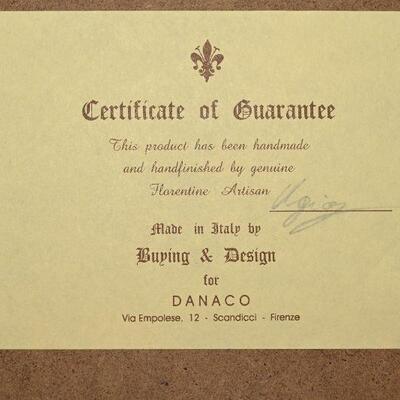 Certificate of Guarantee
This product has been handmade
and handfinished by genuine
Florentine Artisan
Made in Italy by
Buying & Design
for
DANACO
Via Empolese, 12 - Scandicci - Firenze